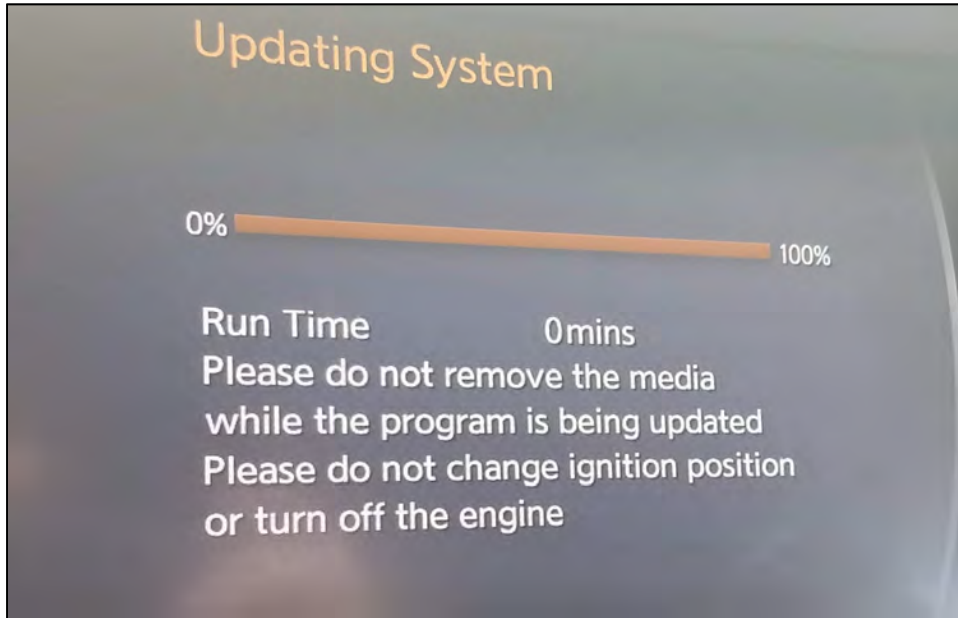 Updating System
0% 100%
Run Time 0mins
Please do not remove the media
while the program is being updated
Please do not change ignition position
or turn off the engine